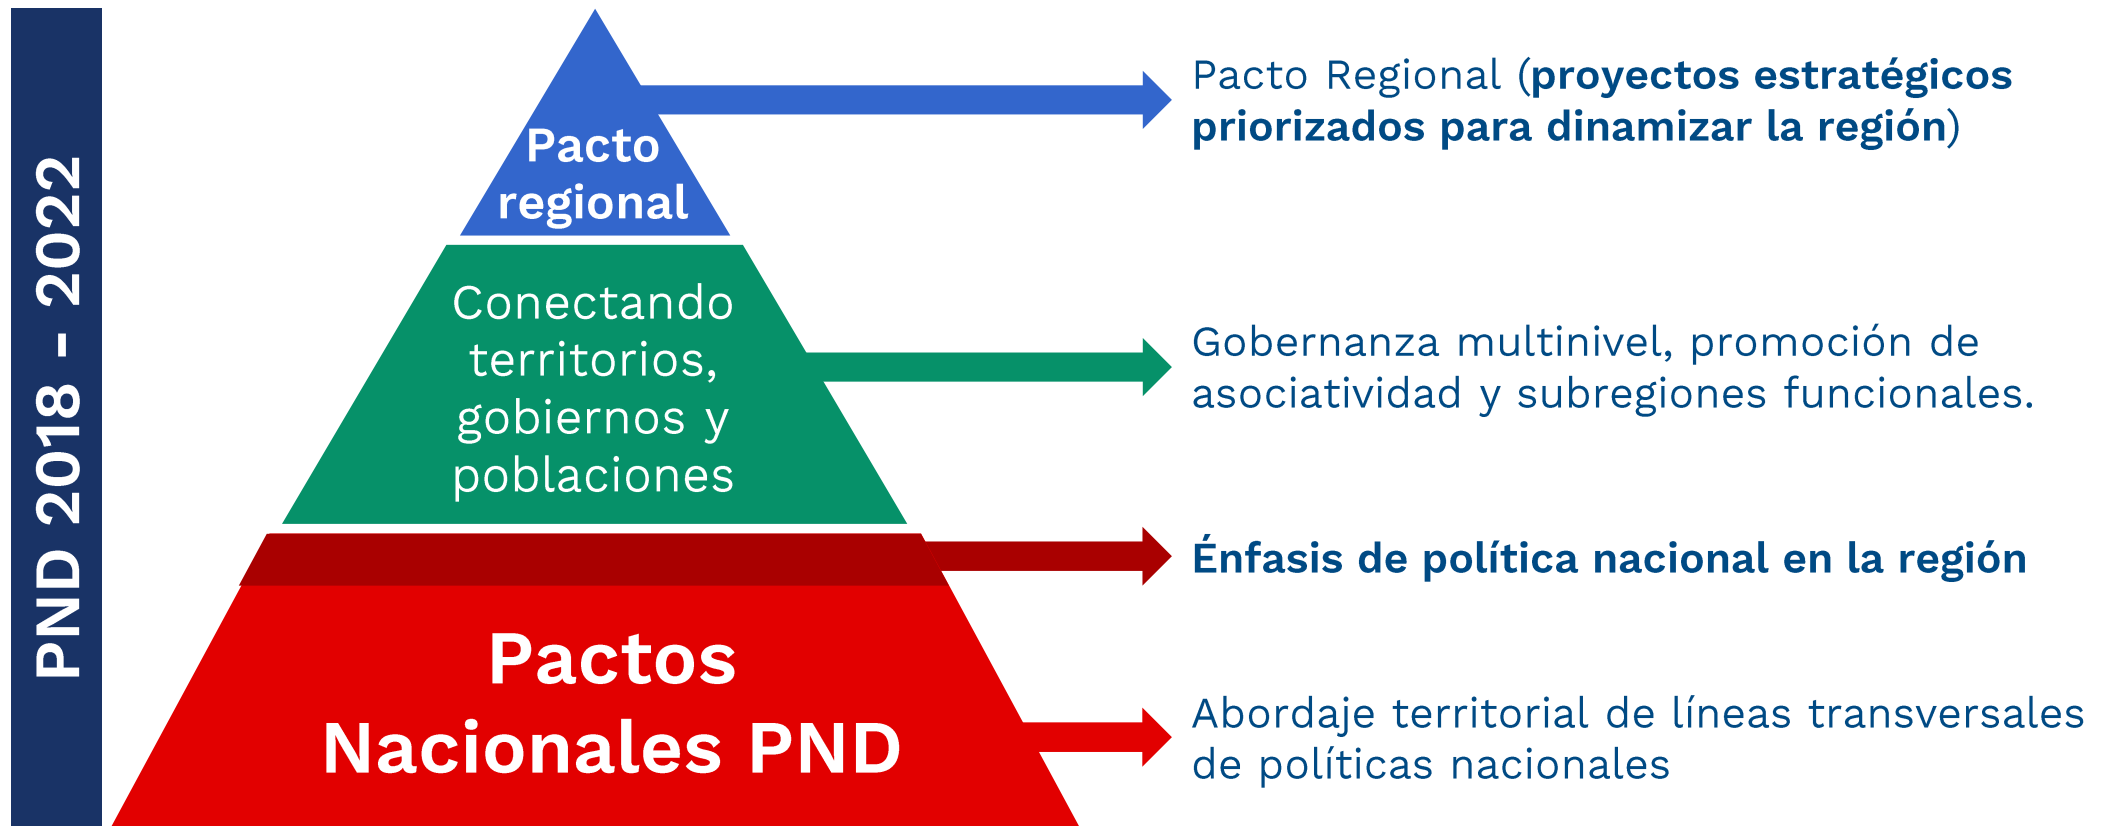 PND 2018 - 2022
Pacto
regional
Pacto Regional (proyectos estratégicos
priorizados para dinamizar la región)
Conectando
territorios,
gobiernos y
poblaciones
Gobernanza multinivel, promoción de
asociatividad y subregiones funcionales.
Énfasis de política nacional en la región
Pactos
Nacionales PND
Abordaje territorial de líneas transversales
de políticas nacionales